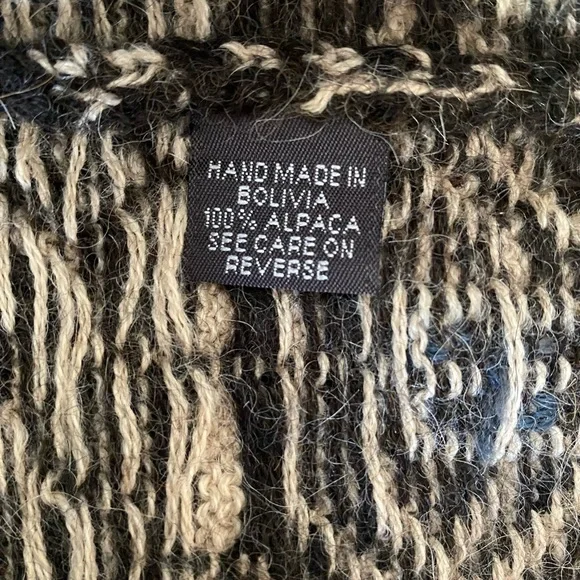 HAND MADE IN
BOLIVIA
100% ALPACA
SEE CARE ON
REVERSE